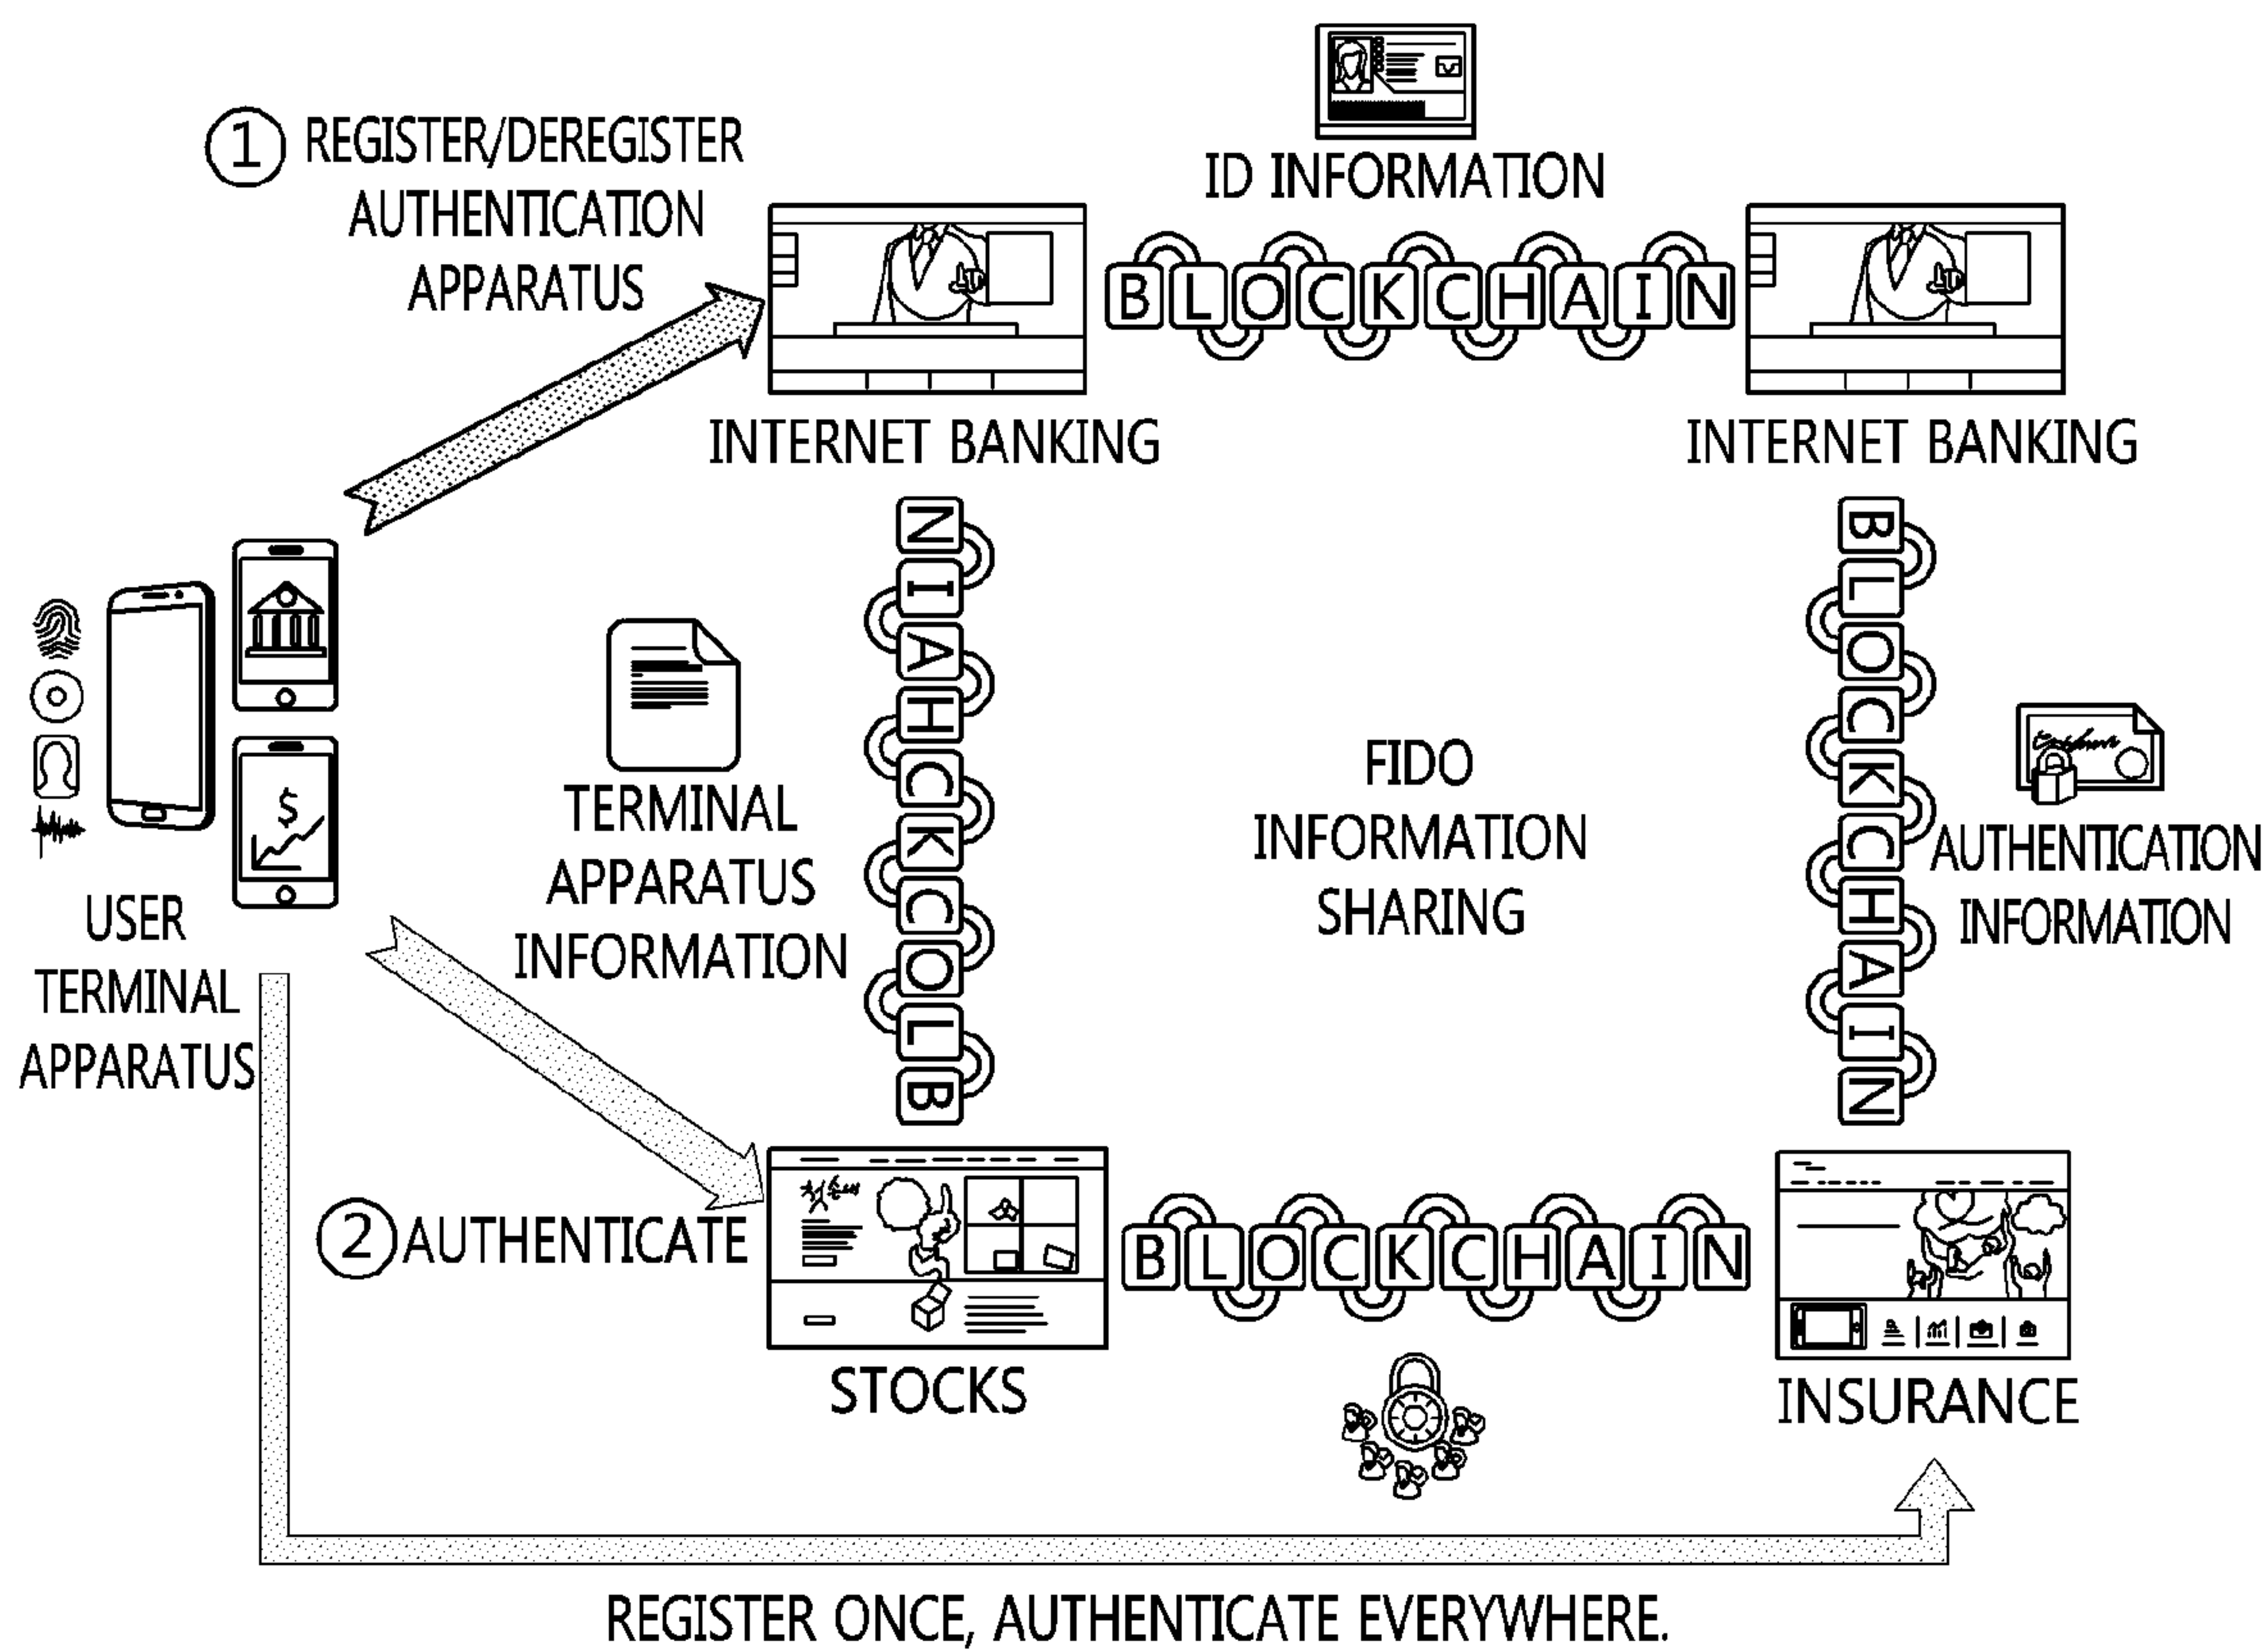 ID INFORMATION
① REGISTER/DEREGISTER
AUTHENTICATION
APPARATUS
BLOCKCHAIN
INTERNET BANKING
INTERNET BANKING
BLOCKCHAIN
BLOCKCHAIN
$
TERMINAL
APPARATUS
INFORMATION
FIDO
INFORMATION
SHARING
AUTHENTICATION
INFORMATION
USER
TERMINAL
APPARATUS
② AUTHENTICATE
BLOCKCHAIN
STOCKS
INSURANCE
REGISTER ONCE, AUTHENTICATE EVERYWHERE.